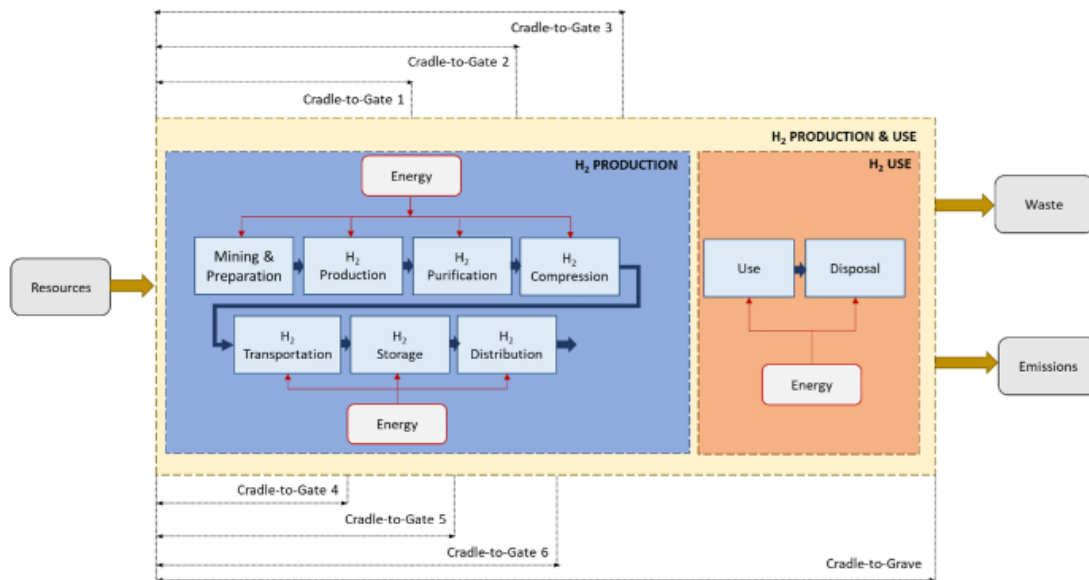 Cradle-to-Gate 3
Cradle-to-Gate 2
Cradle-to-Gate 1
H₂ PRODUCTION & USE
H₂ PRODUCTION
H₂ USE
Energy
Mining &
Preparation
H₂
Production
H₂
Purification
H₂
Compression
Resources
H₂
Transportation
H₂
Storage
H₂
Distribution
Energy
Use
Disposal
Energy
Waste
Emissions
Cradle-to-Gate 4
Cradle-to-Gate 5
Cradle-to-Gate 6
Cradle-to-Grave